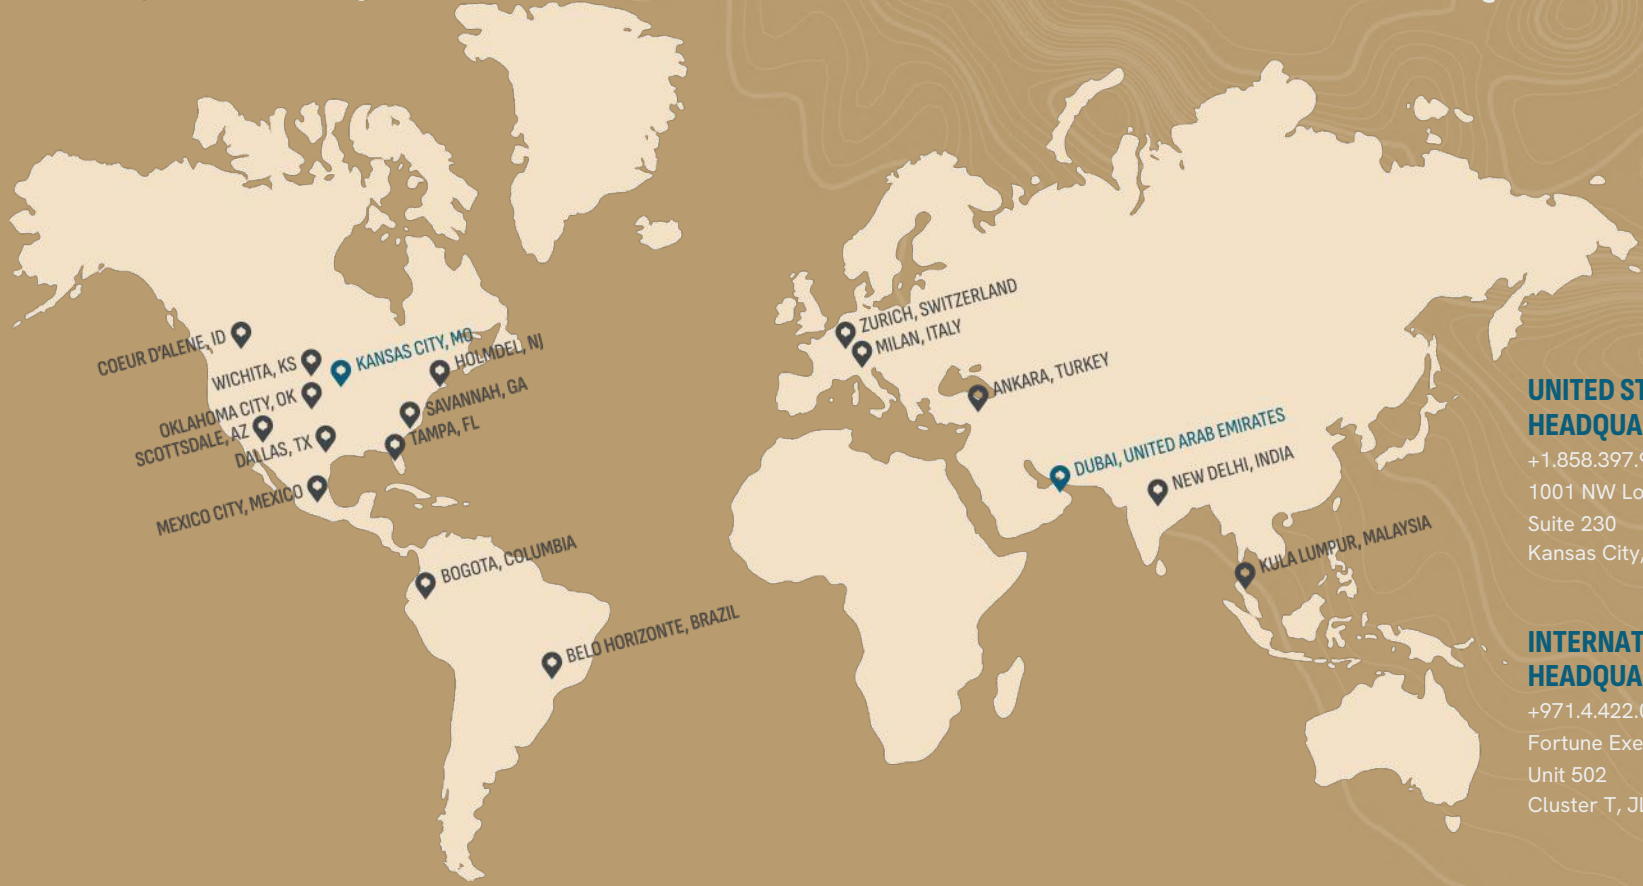 ZURICH, SWITZERLAND
MILAN, ITALY
COEUR D'ALENE, ID
KANSAS CITY, MO
HOLMDEL, NJ
WICHITA, KS
ANKARA, TURKEY
OKLAHOMA CITY, OK
SAVANNAH, GA
SCOTTSDALE, AZ
TAMPA, FL
DALLAS, TX
DUBAI, UNITED ARAB EMIRATES
NEW DELHI, INDIA
MEXICO CITY, MEXICO
KULA LUMPUR, MALAYSIA
BOGOTA, COLUMBIA
BELO HORIZONTE, BRAZIL
UNITED ST
HEADQUA
+1.858.397.9
1001 NW Lo
Suite 230
Kansas City,
INTERNAT
HEADQUA
+971.4.422.0
Fortune Exe
Unit 502
Cluster T, JL